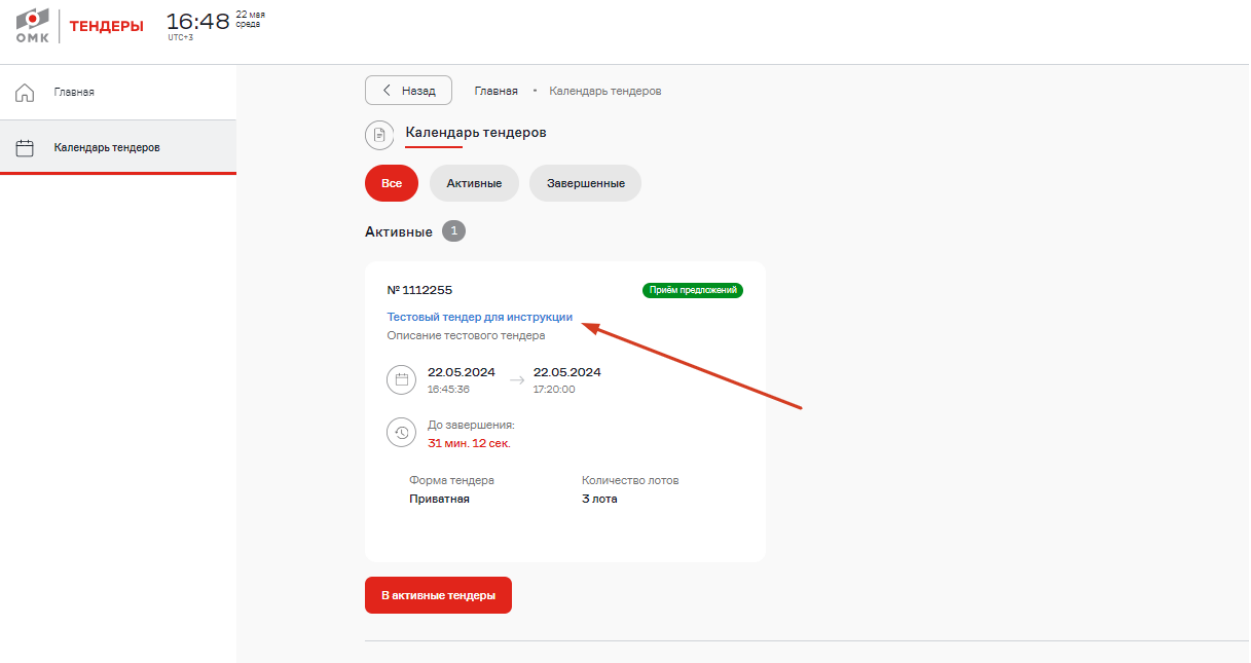 ОМК
ТЕНДЕРЫ
16:48 22 мая
UTC+3 среда
Главная
Календарь тендеров
Назад Главная • Календарь тендеров
Календарь тендеров
Все Активные Завершенные
Активные 1
№ 1112255 Приём предложений
Тестовый тендер для инструкции
Описание тестового тендера
22.05.2024 → 22.05.2024
16:45:36 17:20:00
До завершения:
31 мин. 12 сек.
Форма тендера Количество лотов
Приватная 3 лота
В активные тендеры